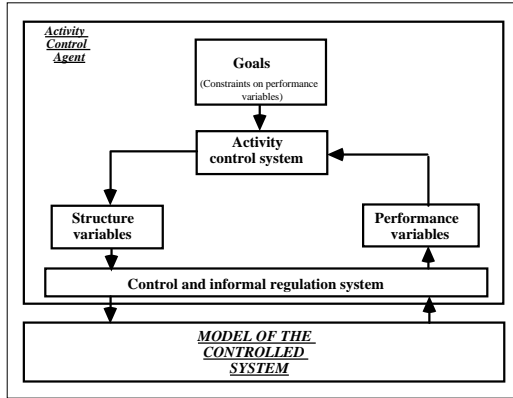 Activity
Control
Agent
Goals
(Constraints on performance
variables)
Activity
control system
Structure
variables
Performance
variables
Control and informal regulation system
MODEL OF THE
CONTROLLED
SYSTEM